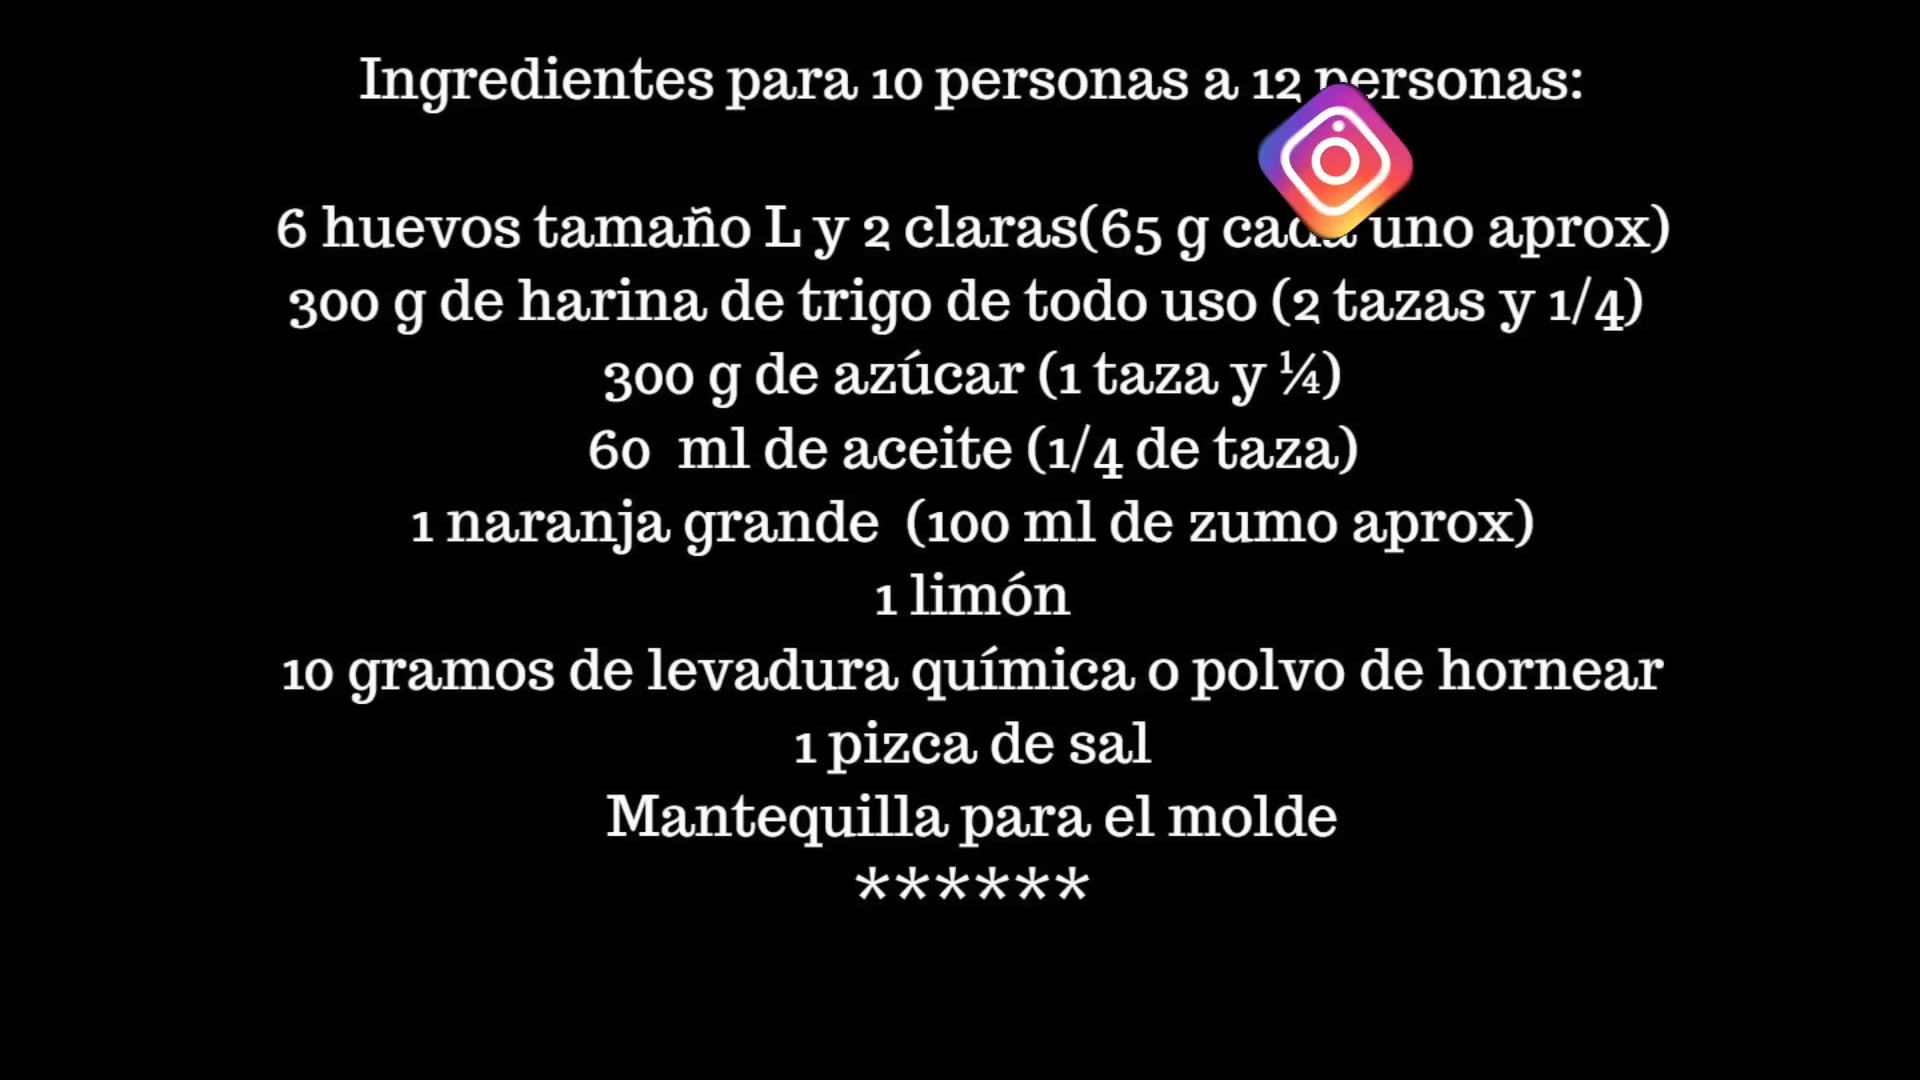 Ingredientes para 10 personas a 12 personas:
6 huevos tamaño L y 2 claras(65 g cada uno aprox)
300 g de harina de trigo de todo uso (2 tazas y 1/4)
300 g de azúcar (1 taza y ¼)
60 ml de aceite (1/4 de taza)
1 naranja grande (100 ml de zumo aprox)
1 limón
10 gramos de levadura química o polvo de hornear
1 pizca de sal
Mantequilla para el molde
******